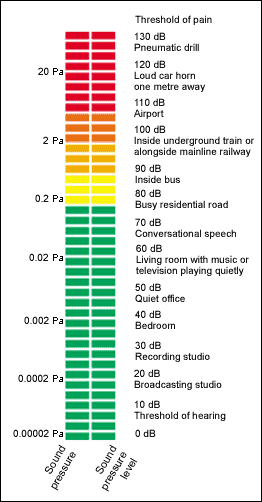 Threshold of pain
130 dB
Pneumatic drill
20 Pa
120 dB
Loud car horn
one metre away
110 dB
Airport
2 Pa
100 dB
Inside underground train or
alongside mainline railway
90 dB
Inside bus
0.2 Pa
80 dB
Busy residential road
70 dB
Conversational speech
0.02 Pa
60 dB
Living room with music or
television playing quietly
50 dB
Quiet office
0.002 Pa
40 dB
Bedroom
30 dB
Recording studio
0.0002 Pa
20 dB
Broadcasting studio
10 dB
Threshold of hearing
0.00002 Pa
0 dB
Sound
pressure
Sound
pressure
level